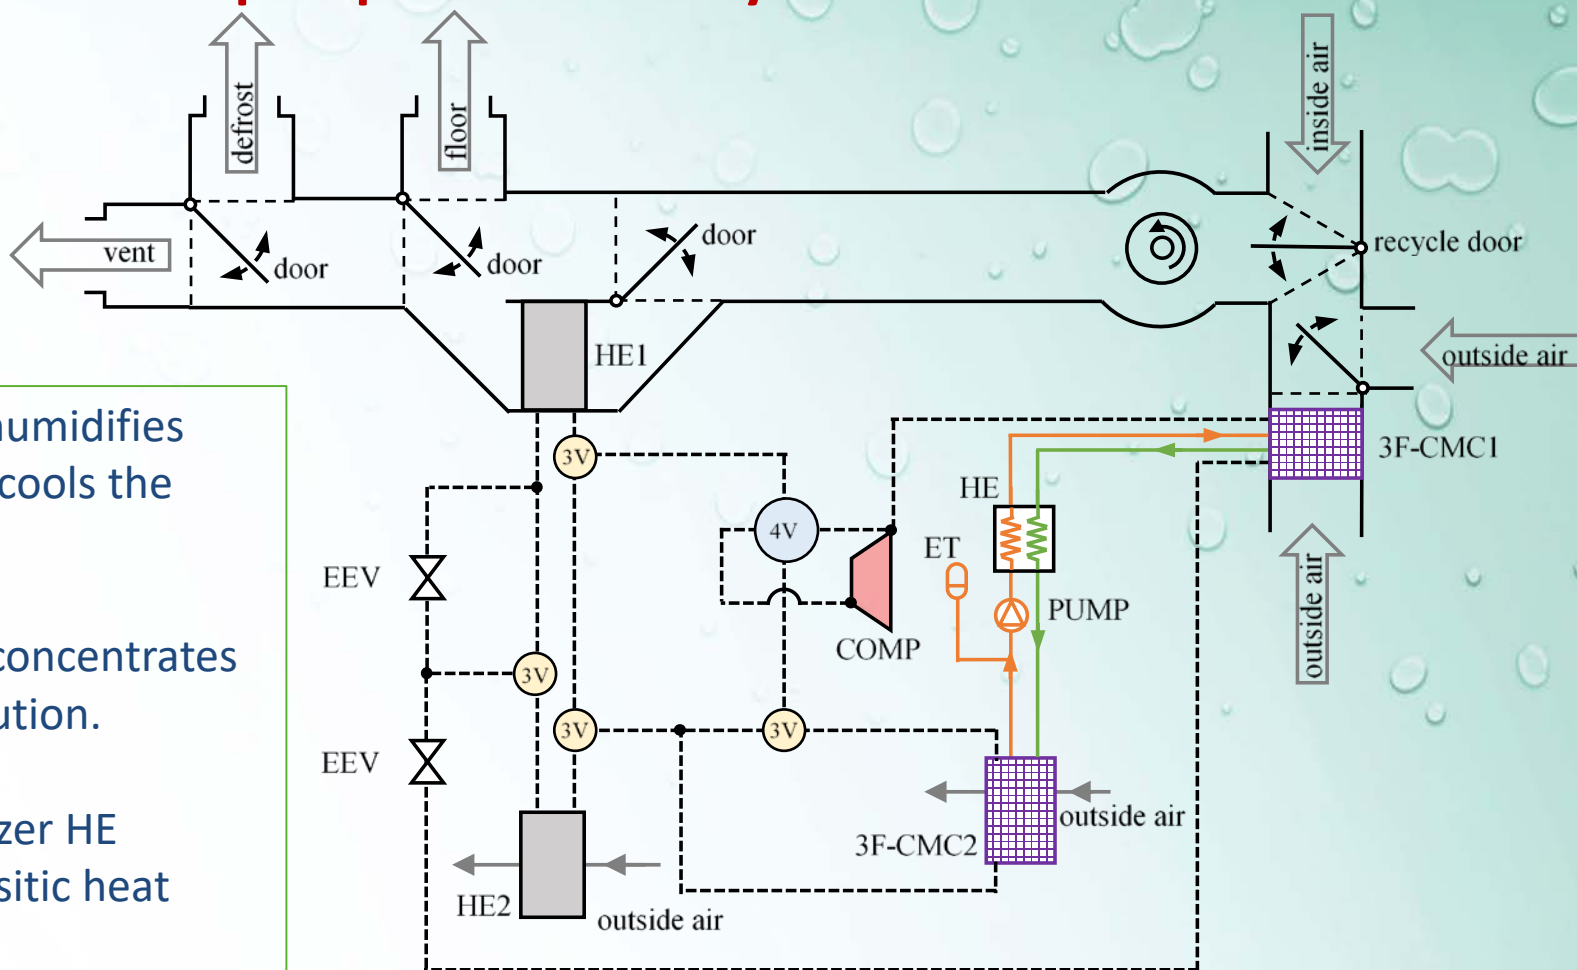 defrost
floor
inside air
vent
door
door
door
recycle door
outside air
HE1
humidifies
cools the
3V
3F-CMC1
HE
4V
ET
EEV
outside air
PUMP
COMP
concentrates
3V
ution.
3V
3V
EEV
outside air
zer HE
3F-CMC2
sitic heat
HE2
outside air